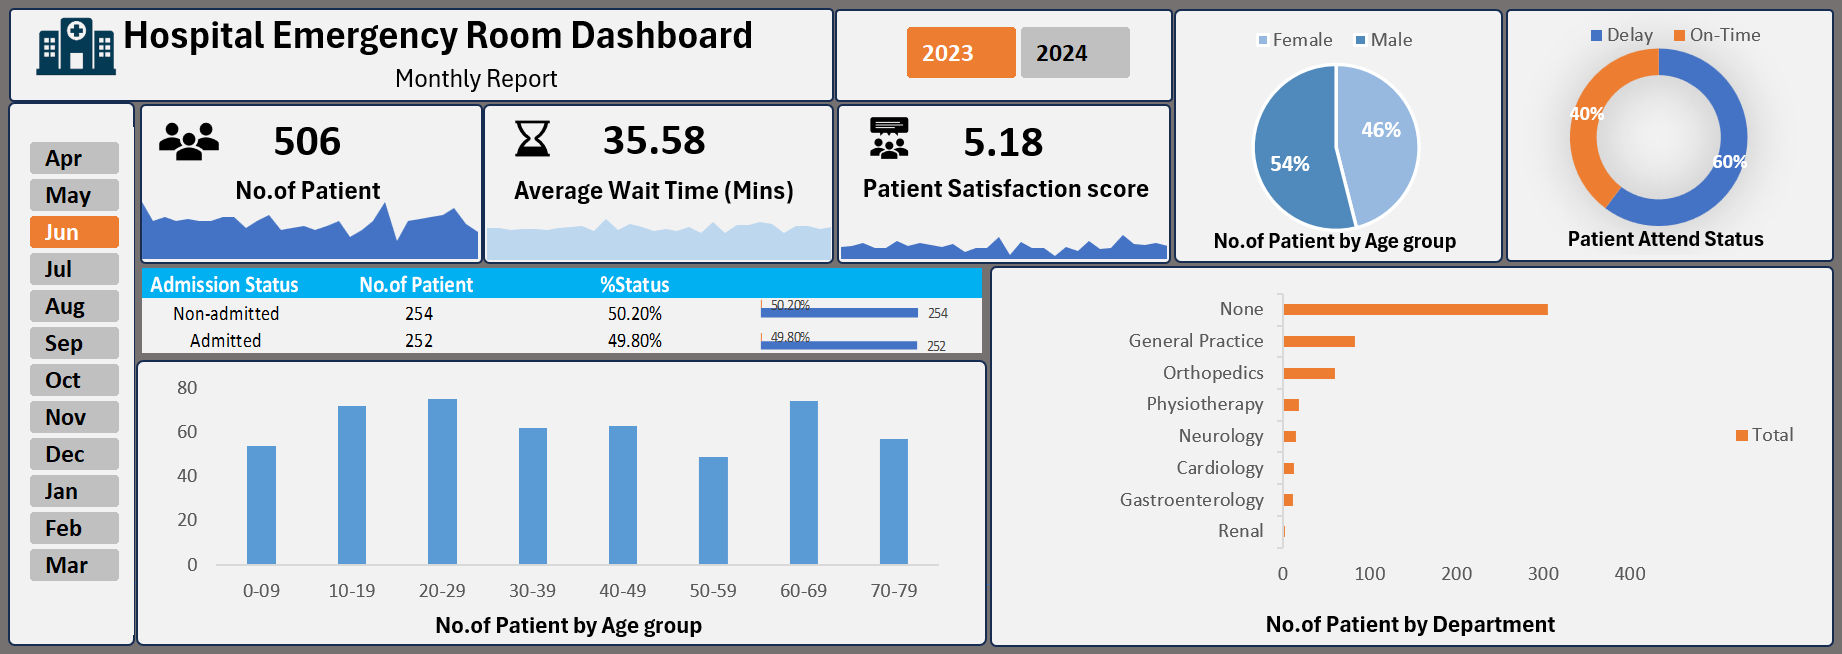 Hospital Emergency Room Dashboard
Monthly Report
2023
2024
Female
Male
46%
54%
No.of Patient by Age group
Delay
On-Time
40%
60%
Patient Attend Status
Apr
May
Jun
Jul
Aug
Sep
Oct
Nov
Dec
Jan
Feb
Mar
506
No.of Patient
35.58
Average Wait Time (Mins)
5.18
Patient Satisfaction score
Admission Status No.of Patient %Status
Non-admitted 254 50.20% 50.20% 254
Admitted 252 49.80% 49.80% 252
80
60
40
20
0
0-09 10-19 20-29 30-39 40-49 50-59 60-69 70-79
No.of Patient by Age group
None
General Practice
Orthopedics
Physiotherapy
Neurology
Cardiology
Gastroenterology
Renal
0 100 200 300 400
Total
No.of Patient by Department